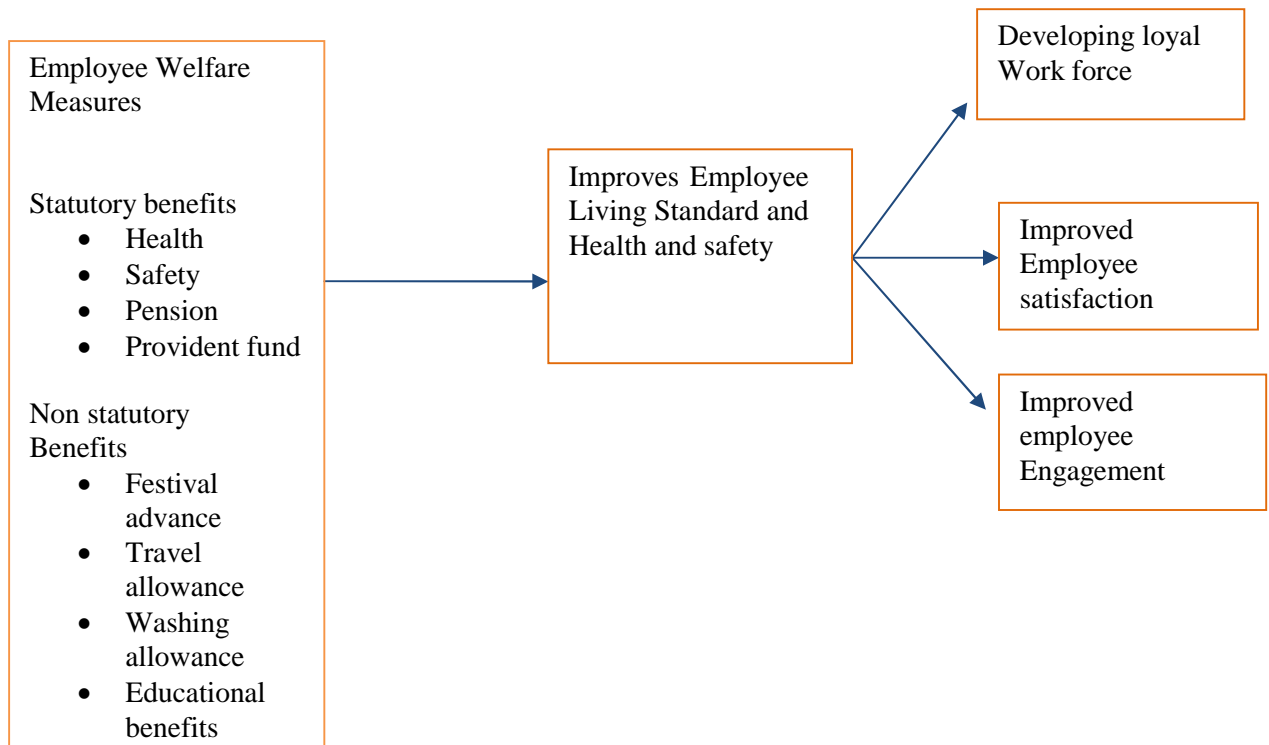 Employee Welfare
Measures
Statutory benefits
• Health
• Safety
• Pension
• Provident fund
Non statutory
Benefits
• Festival
advance
• Travel
allowance
• Washing
allowance
• Educational
benefits
Improves Employee
Living Standard and
Health and safety
Developing loyal
Work force
Improved
Employee
satisfaction
Improved
employee
Engagement